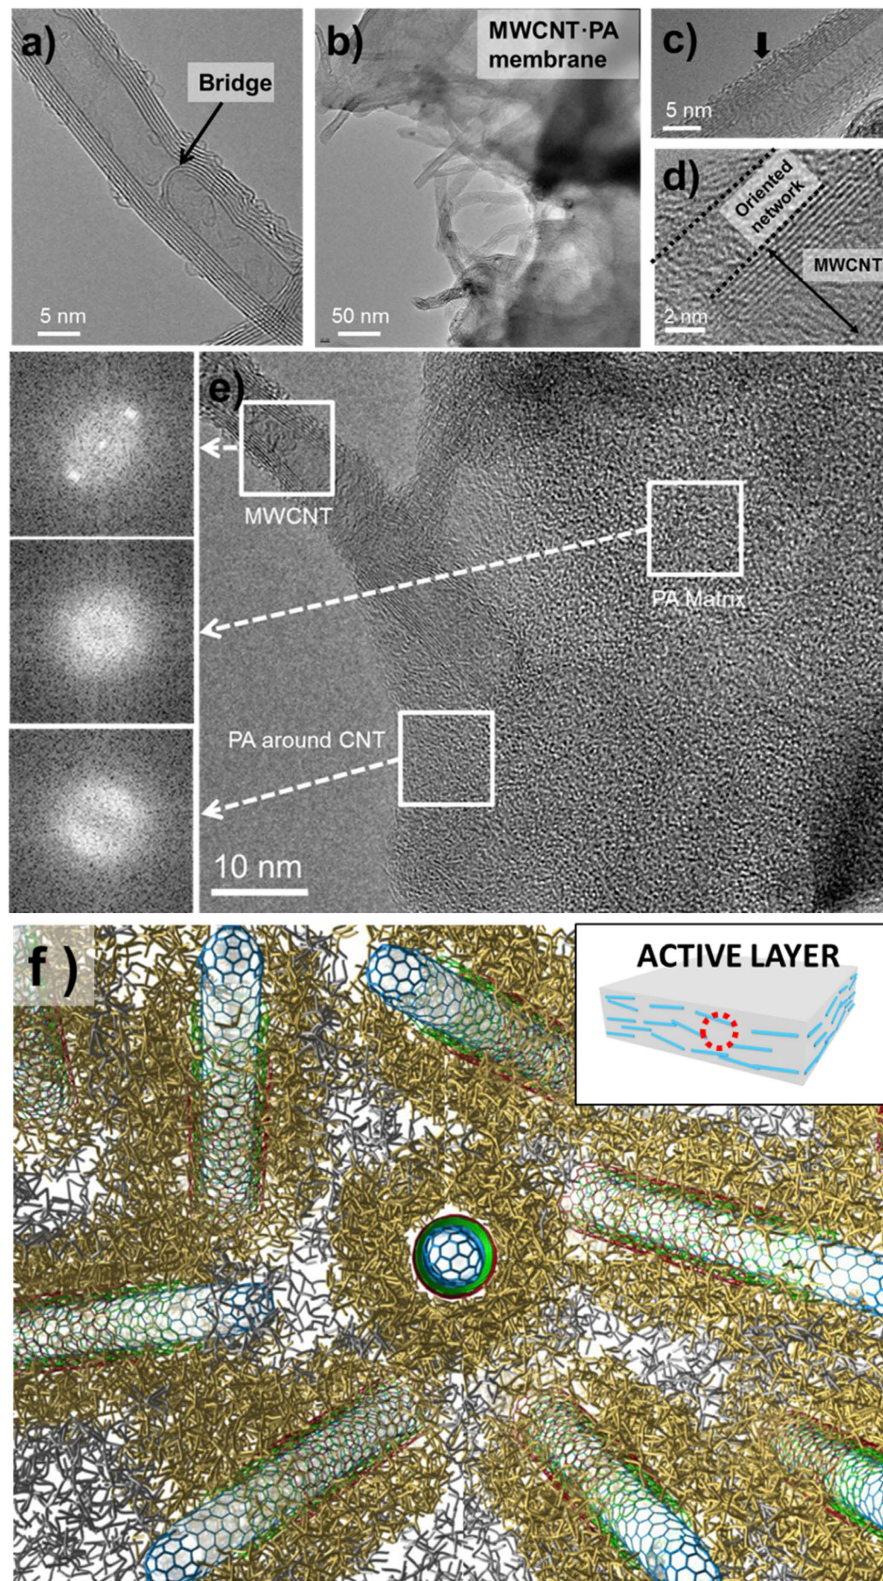 a)
Bridge
5 nm
b)
MWCNT·PA
membrane
50 nm
c)
5 nm
d)
Oriented
network
MWCNT
2 nm
e)
MWCNT
PA Matrix
PA around CNT
10 nm
f )
ACTIVE LAYER